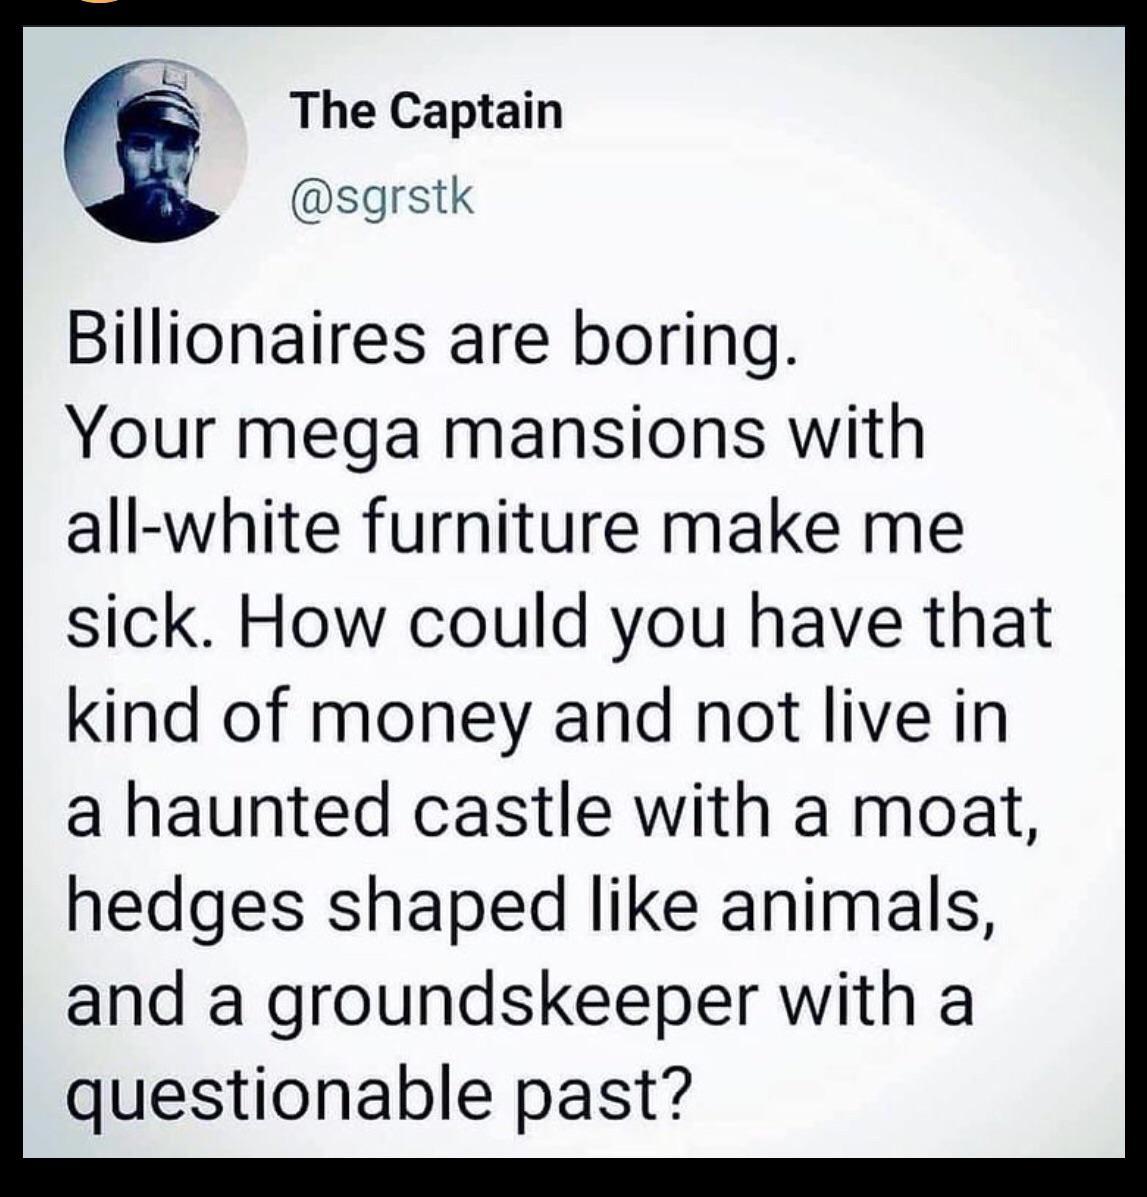 The Captain
@sgrstk
Billionaires are boring.
Your mega mansions with
all-white furniture make me
sick. How could you have that
kind of money and not live in
a haunted castle with a moat,
hedges shaped like animals,
and a groundskeeper with a
questionable past?